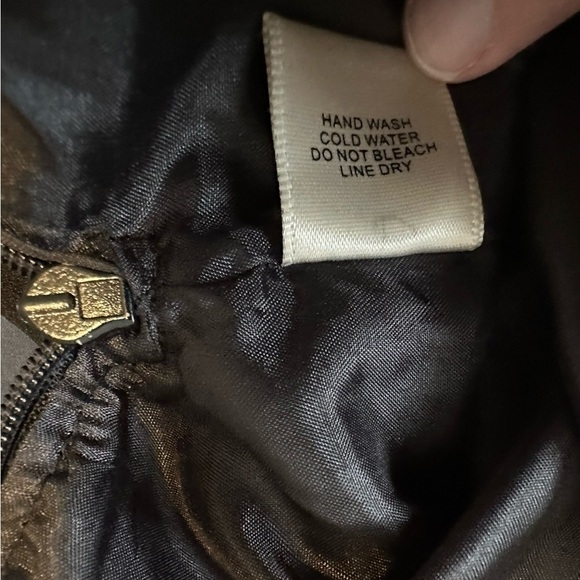 HAND WASH
COLD WATER
DO NOT BLEACH
LINE DRY